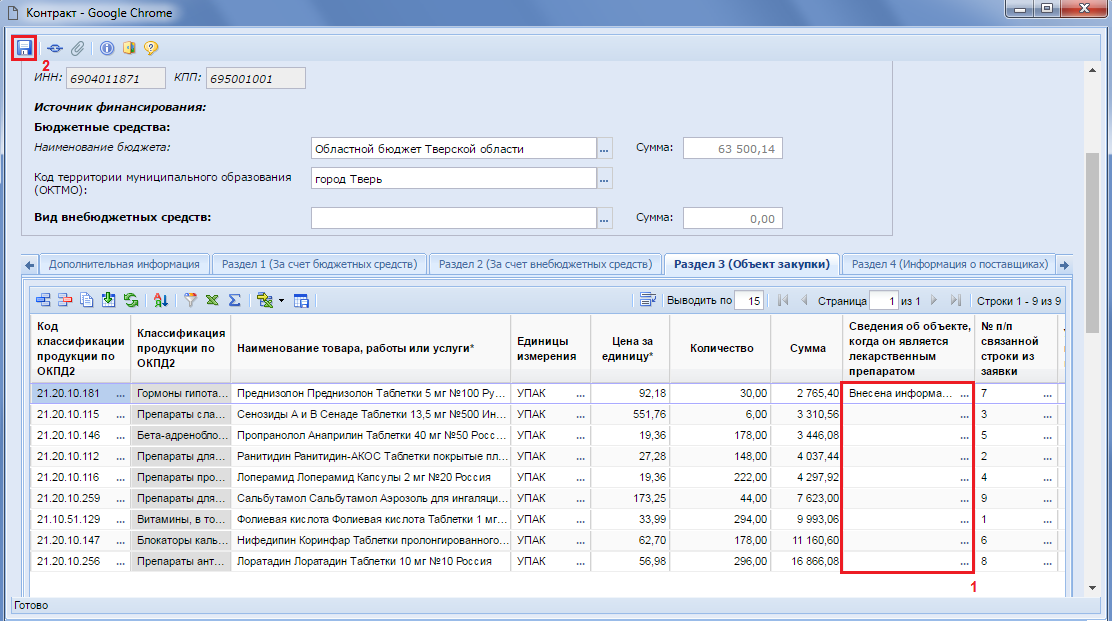 Контракт - Google Chrome
2
ИНН: 6904011871 КПП: 695001001
Источник финансирования:
Бюджетные средства:
Наименование бюджета: Областной бюджет Тверской области ... Сумма: 63 500,14
Код территории муниципального образования
(ОКТМО): город Тверь ...
Вид внебюджетных средств: ... Сумма: 0,00
Дополнительная информация Раздел 1 (За счет бюджетных средств) Раздел 2 (За счет внебюджетных средств) Раздел 3 (Объект закупки) Раздел 4 (Информация о поставщиках)
Выводить по 15 Страница 1 из 1 Строки 1 - 9 из 9
Код классификации продукции по ОКПД2 Классификация продукции по ОКПД2 Наименование товара, работы или услуги* Единицы измерения Цена за единицу* Количество Сумма Сведения об объекте, когда он является лекарственным препаратом № п/п связанной строки из заявки
21.20.10.181 ... Гормоны гипота... Преднизолон Преднизолон Таблетки 5 мг №100 Ру... УПАК ... 92,18 30,00 2 765,40 Внесена информа... ... 7 ...
21.20.10.115 ... Препараты сла... Сенозиды А и В Сенаде Таблетки 13,5 мг №500 Ин... УПАК ... 551,76 6,00 3 310,56 ... 3 ...
21.20.10.146 ... Бета-адренобло... Пропранолол Анаприлин Таблетки 40 мг №50 Росс... УПАК ... 19,36 178,00 3 446,08 ... 5 ...
21.20.10.112 ... Препараты для... Ранитидин Ранитидин-АКОС Таблетки покрытые пл... УПАК ... 27,28 148,00 4 037,44 ... 2 ...
21.20.10.116 ... Препараты про... Лоперамид Лоперамид Капсулы 2 мг №20 Россия УПАК ... 19,36 222,00 4 297,92 ... 4 ...
21.20.10.259 ... Препараты для... Сальбутамол Сальбутамол Аэрозоль для ингаляци... УПАК ... 173,25 44,00 7 623,00 ... 9 ...
21.10.51.129 ... Витамины, в то... Фолиевая кислота Фолиевая кислота Таблетки 1 мг... УПАК ... 33,99 294,00 9 993,06 ... 1 ...
21.20.10.147 ... Блокаторы каль... Нифедипин Коринфар Таблетки пролонгированного... УПАК ... 62,70 178,00 11 160,60 ... 6 ...
21.20.10.256 ... Препараты ант... Лоратадин Лоратадин Таблетки 10 мг №10 Россия УПАК ... 56,98 296,00 16 866,08 ... 8 ...
1
Готово